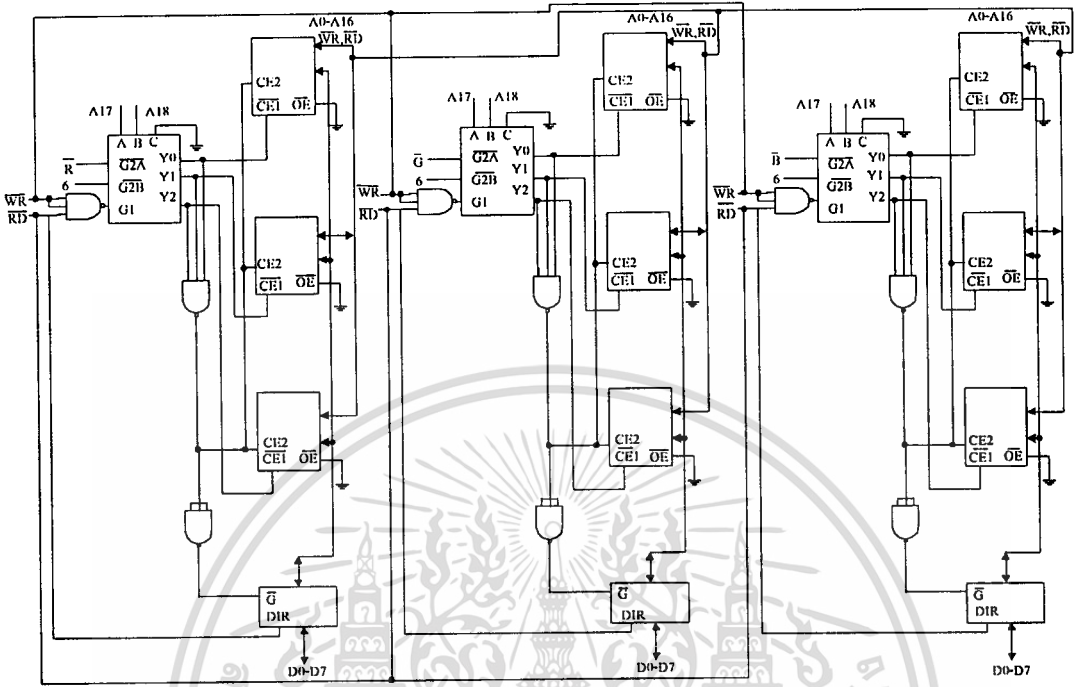 A0-A16
WR,RD
CE2
CE1 OE
A17 A18
A B C
R
G2A
G2B
6
G1
Y0
Y1
Y2
WR
RD
CE2
CE1 OE
CE2
CE1 OE
G
DIR
D0-D7
A0-A16
WR,RD
CE2
CE1 OE
A17 A18
A B C
G
G2A
G2B
6
G1
Y0
Y1
Y2
WR
RD
CE2
CE1 OE
CE2
CE1 OE
G
DIR
D0-D7
A0-A16
WR,RD
CE2
CE1 OE
A17 A18
A B C
B
G2A
G2B
6
G1
Y0
Y1
Y2
WR
RD
CE2
CE1 OE
CE2
CE1 OE
G
DIR
D0-D7